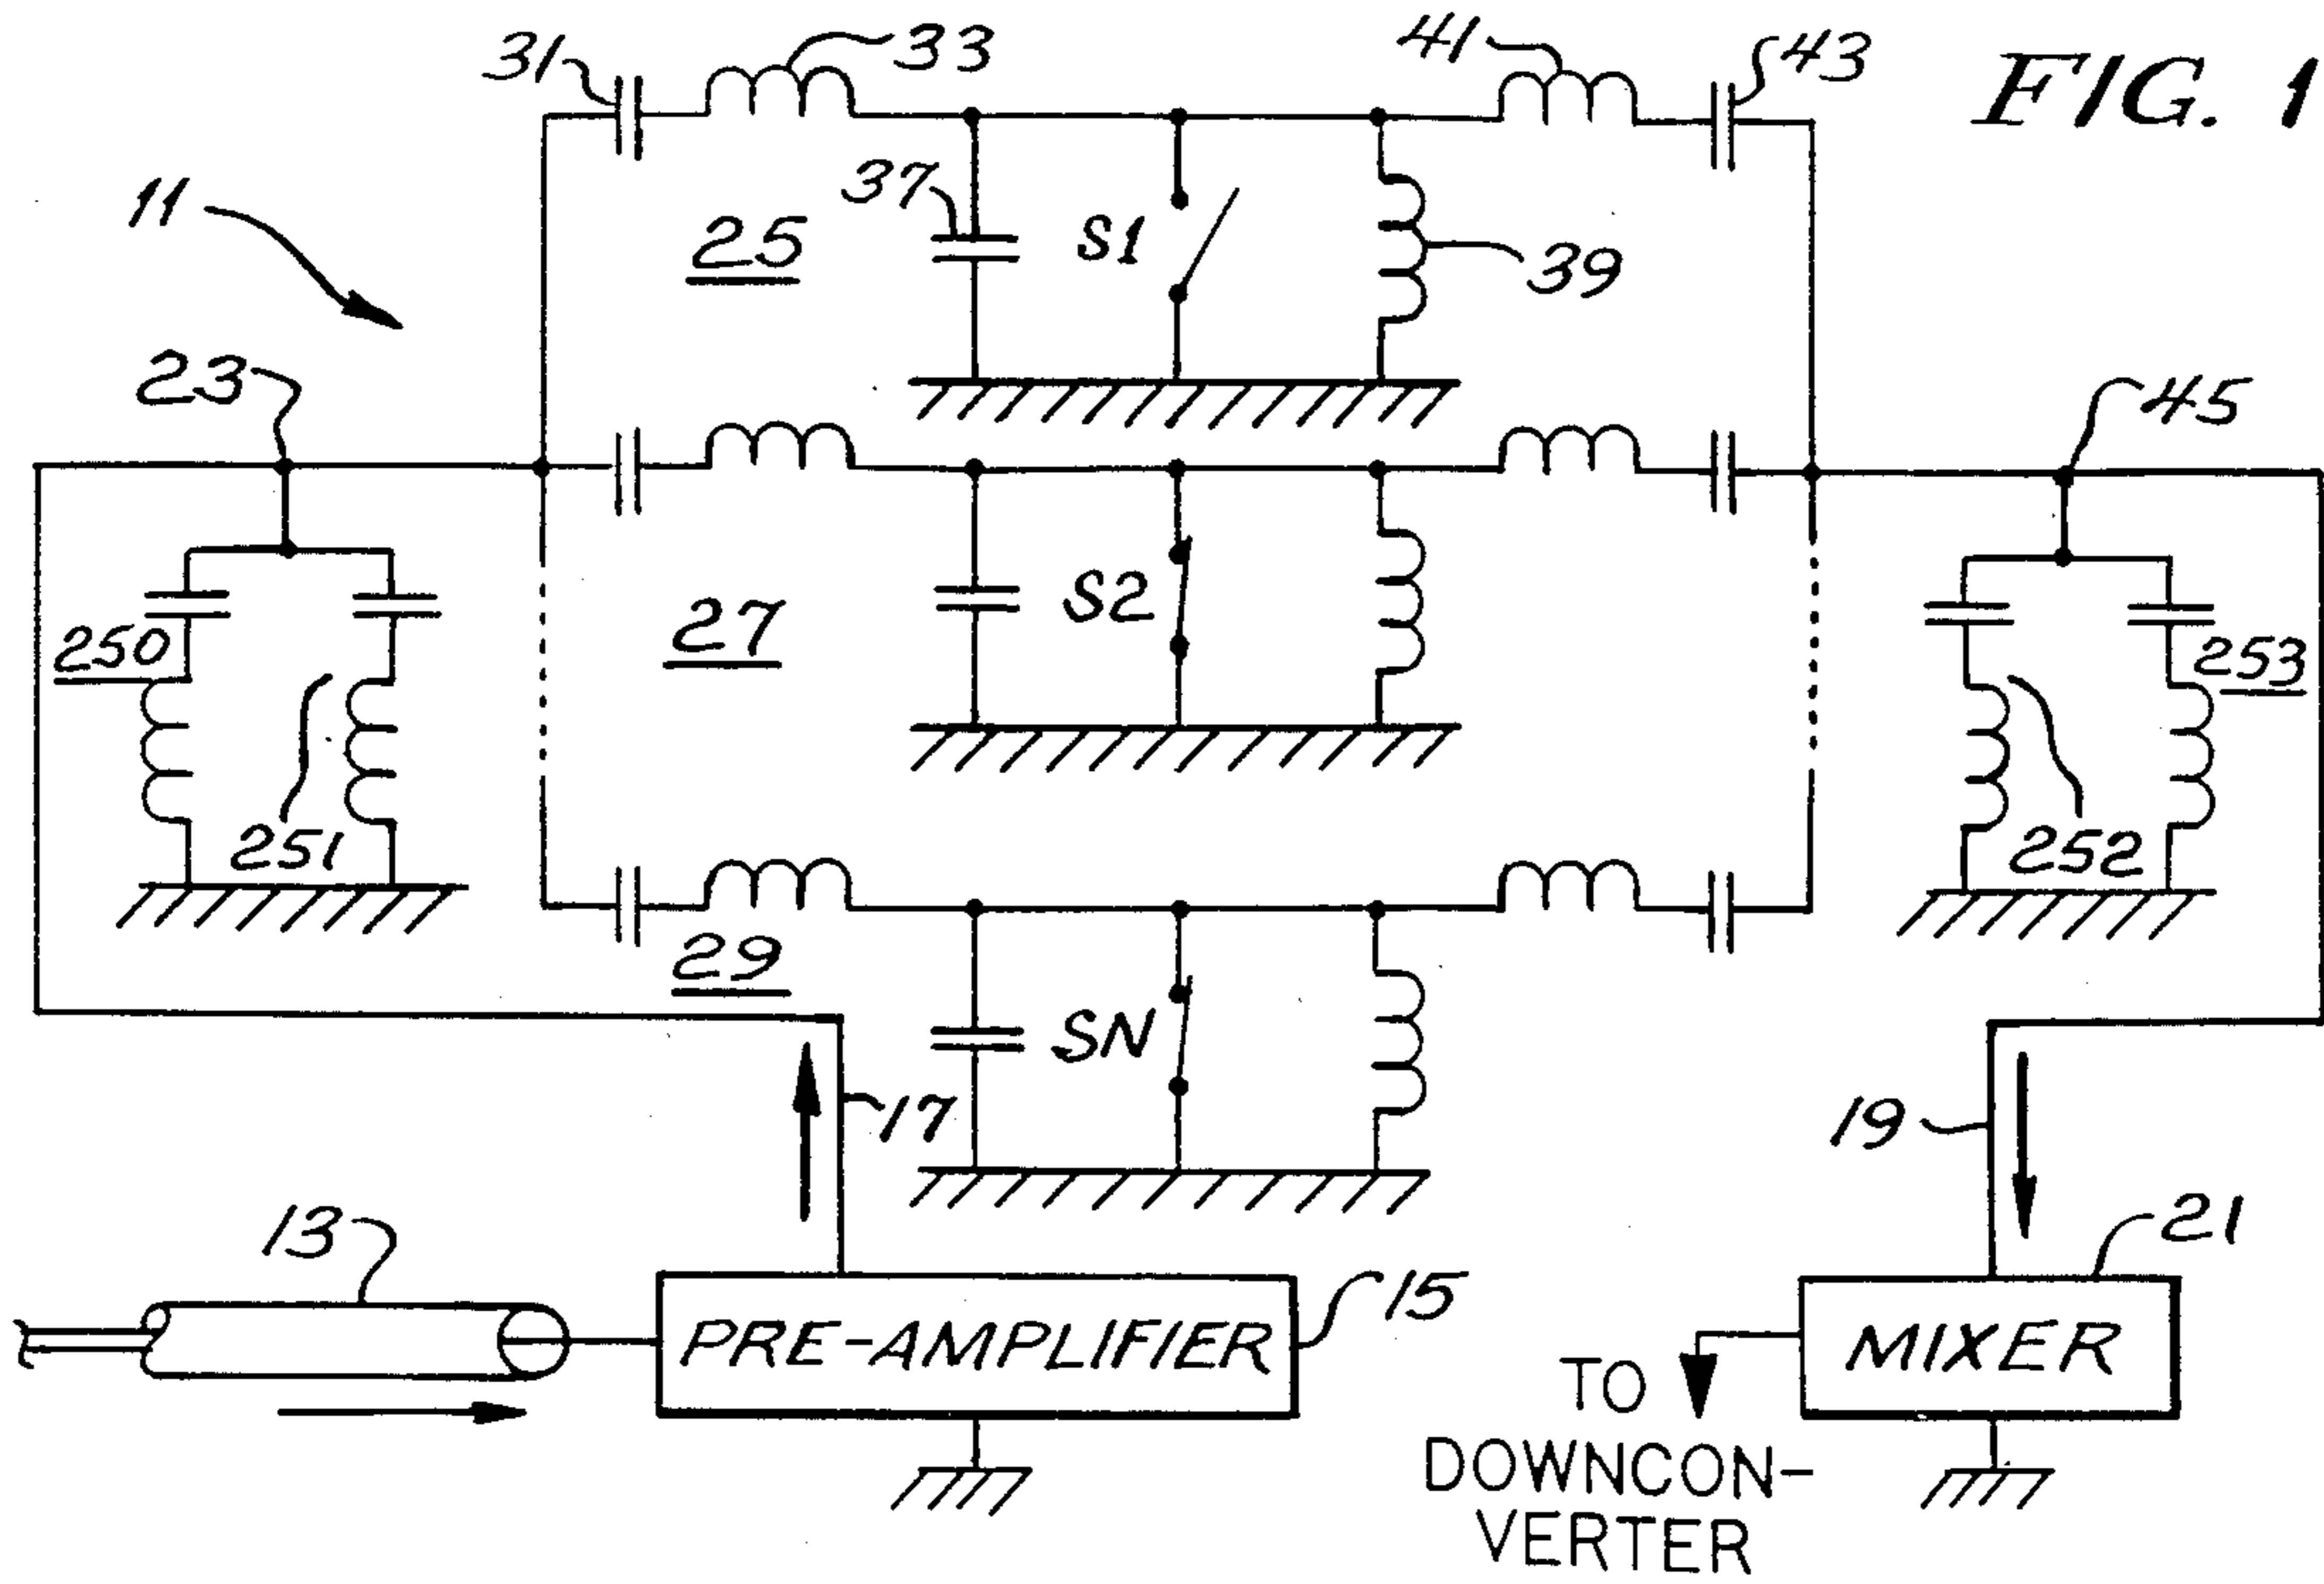 FIG. 1
31
33
41
43
11
37
25
S1
39
23
45
250
27
S2
253
251
252
29
SN
17
19
13
21
15
PRE-AMPLIFIER
MIXER
TO
DOWNCON-
VERTER